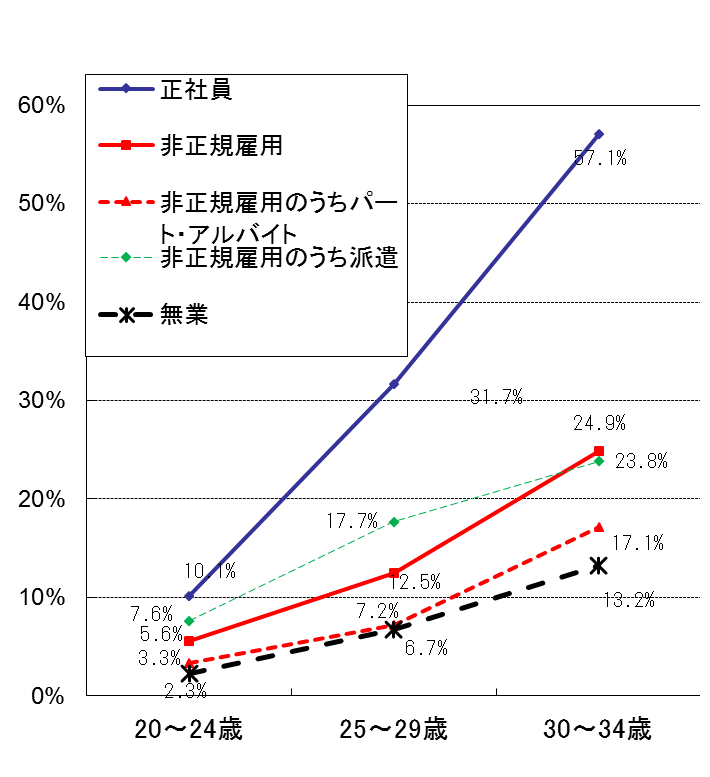 正社員
非正規雇用
非正規雇用のうちパー
ト・アルバイト
非正規雇用のうち派遣
無業
60%
50%
40%
30%
20%
10%
0%
57.1%
31.7%
24.9%
23.8%
17.7%
17.1%
10.1%
12.5%
13.2%
7.6%
7.2%
5.6%
6.7%
3.3%
2.3%
20～24歳
25～29歳
30～34歳